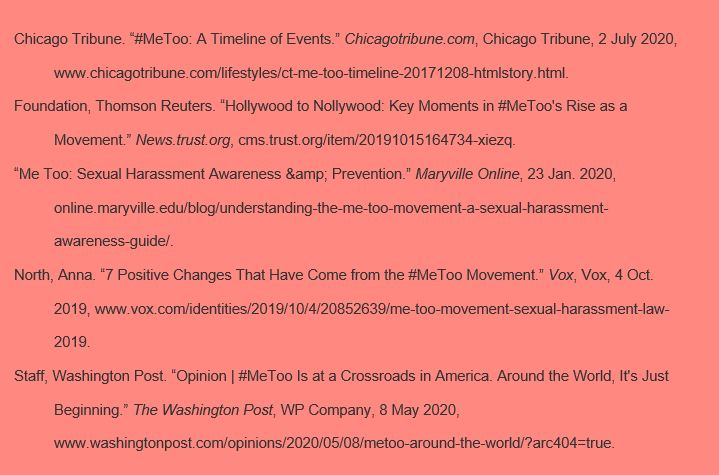 Chicago Tribune. “#MeToo: A Timeline of Events.” Chicagotribune.com, Chicago Tribune, 2 July 2020,
www.chicagotribune.com/lifestyles/ct-me-too-timeline-20171208-htmlstory.html.
Foundation, Thomson Reuters. “Hollywood to Nollywood: Key Moments in #MeToo's Rise as a
Movement.” News.trust.org, cms.trust.org/item/20191015164734-xiezq.
“Me Too: Sexual Harassment Awareness &amp; Prevention.” Maryville Online, 23 Jan. 2020,
online.maryville.edu/blog/understanding-the-me-too-movement-a-sexual-harassment-
awareness-guide/.
North, Anna. “7 Positive Changes That Have Come from the #MeToo Movement.” Vox, Vox, 4 Oct.
2019, www.vox.com/identities/2019/10/4/20852639/me-too-movement-sexual-harassment-law-
2019.
Staff, Washington Post. “Opinion | #MeToo Is at a Crossroads in America. Around the World, It's Just
Beginning.” The Washington Post, WP Company, 8 May 2020,
www.washingtonpost.com/opinions/2020/05/08/metoo-around-the-world/?arc404=true.